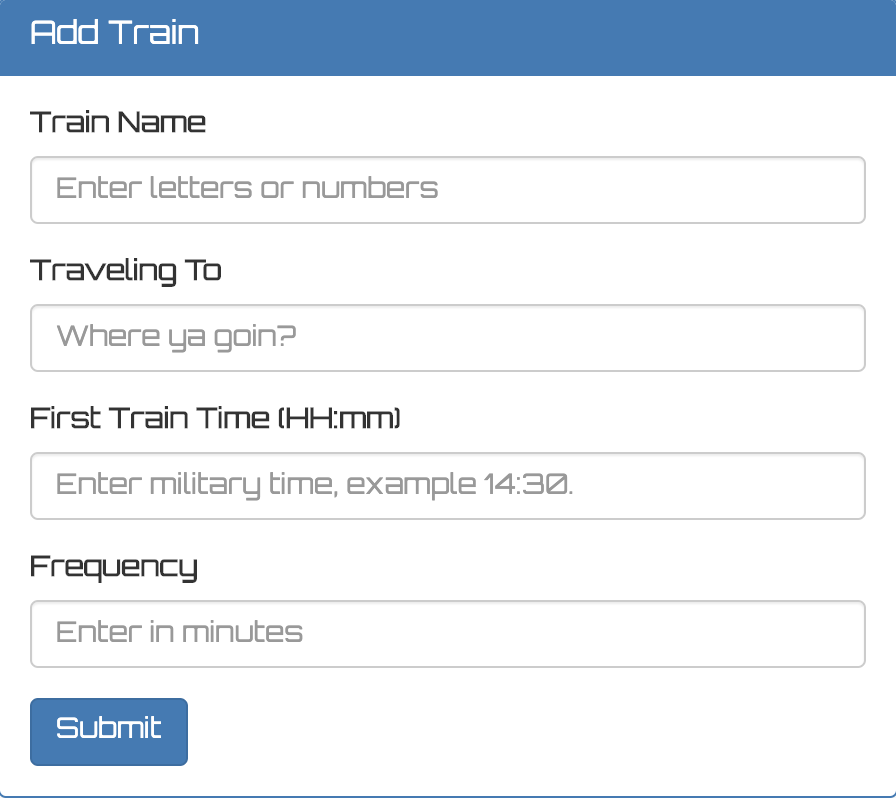 Add Train
Train Name
Enter letters or numbers
Traveling To
Where ya goin?
First Train Time (HH:mm)
Enter military time, example 14:30.
Frequency
Enter in minutes
Submit